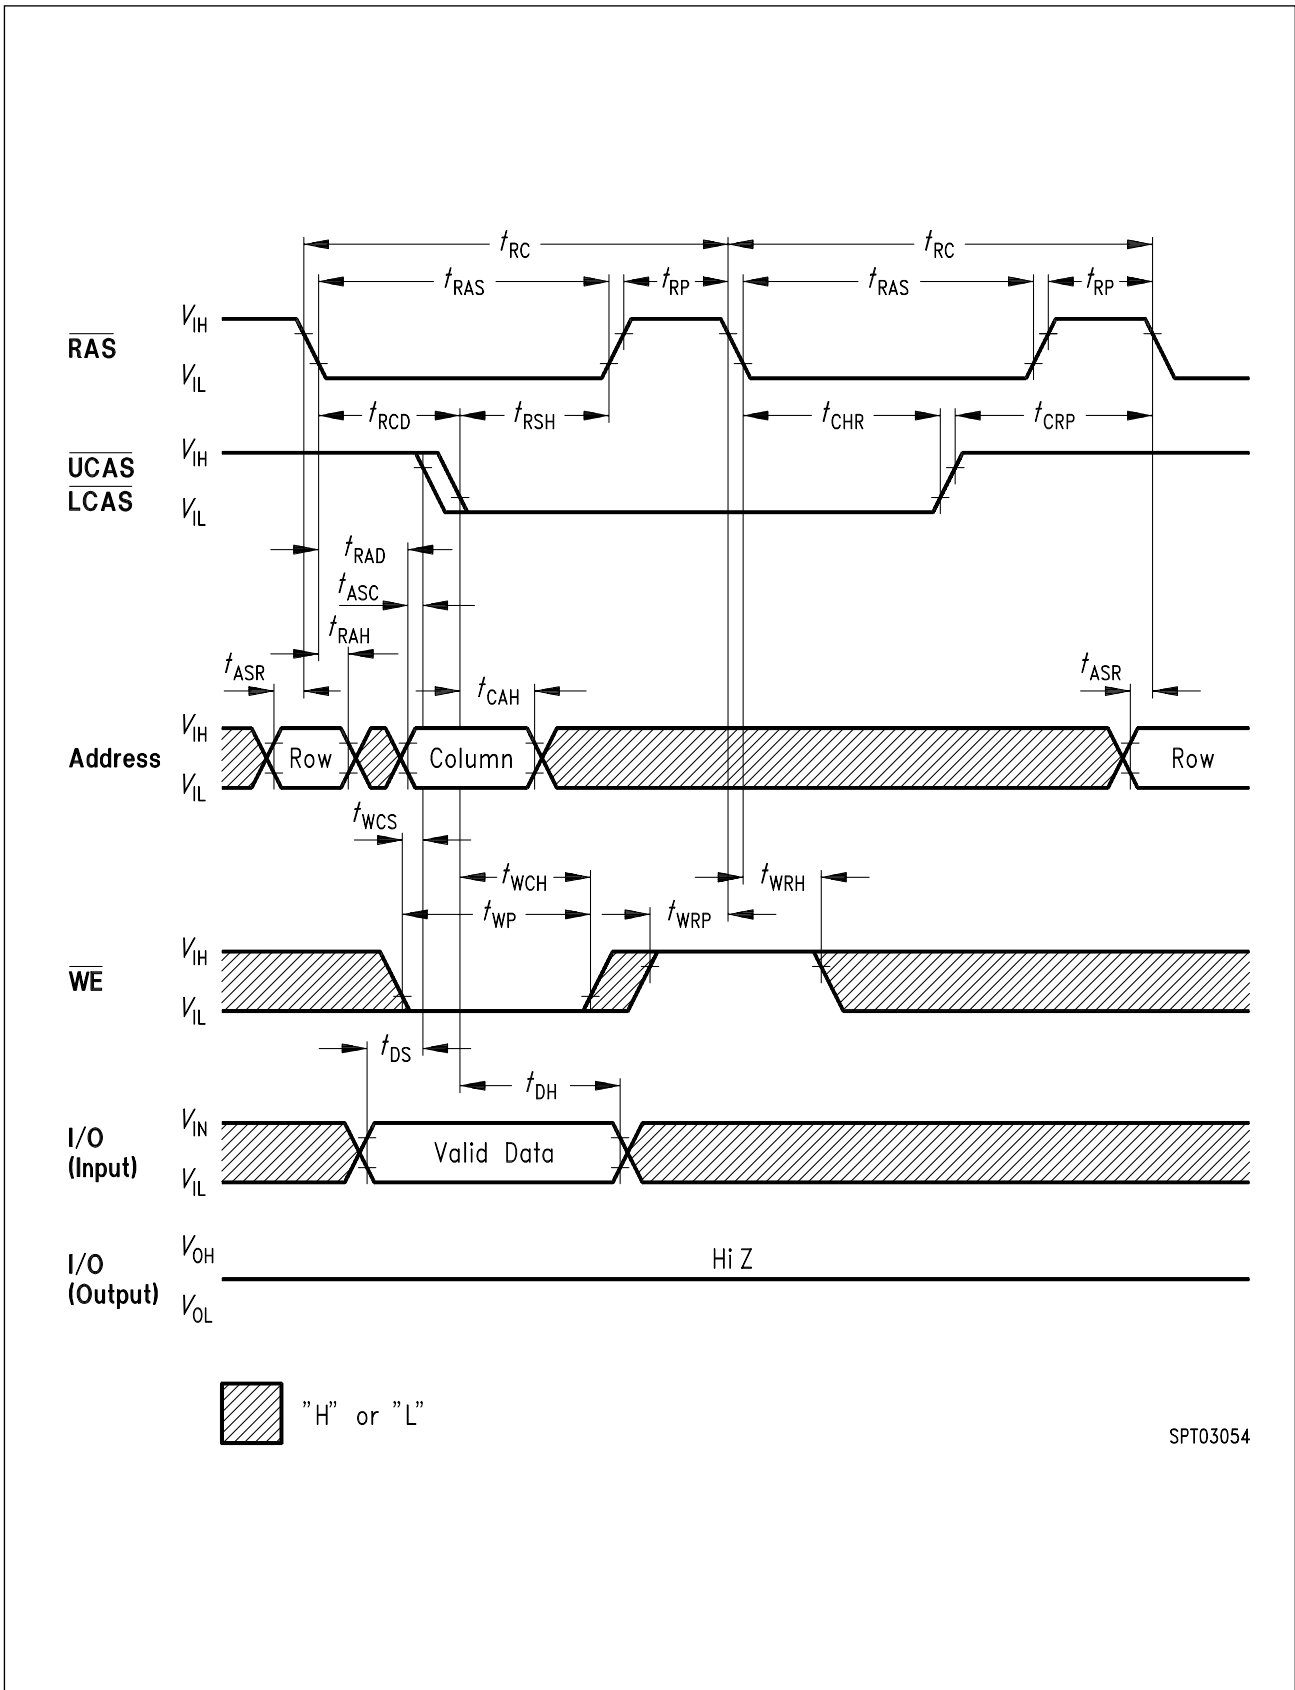 tRC tRC
tRAS tRP tRAS tRP
VIH
RAS
VIL
tRCD tRSH tCHR tCRP
VIH
UCAS
LCAS
VIL
tRAD
tASC
tRAH
tASR tCAH tASR
VIH
Address Row Column Row
VIL
tWCS
tWCH tWRH
tWP tWRP
VIH
WE
VIL
tDS
tDH
VIN
I/O
(Input) Valid Data
VIL
VOH Hi Z
I/O
(Output)
VOL
"H" or "L"
SPT03054